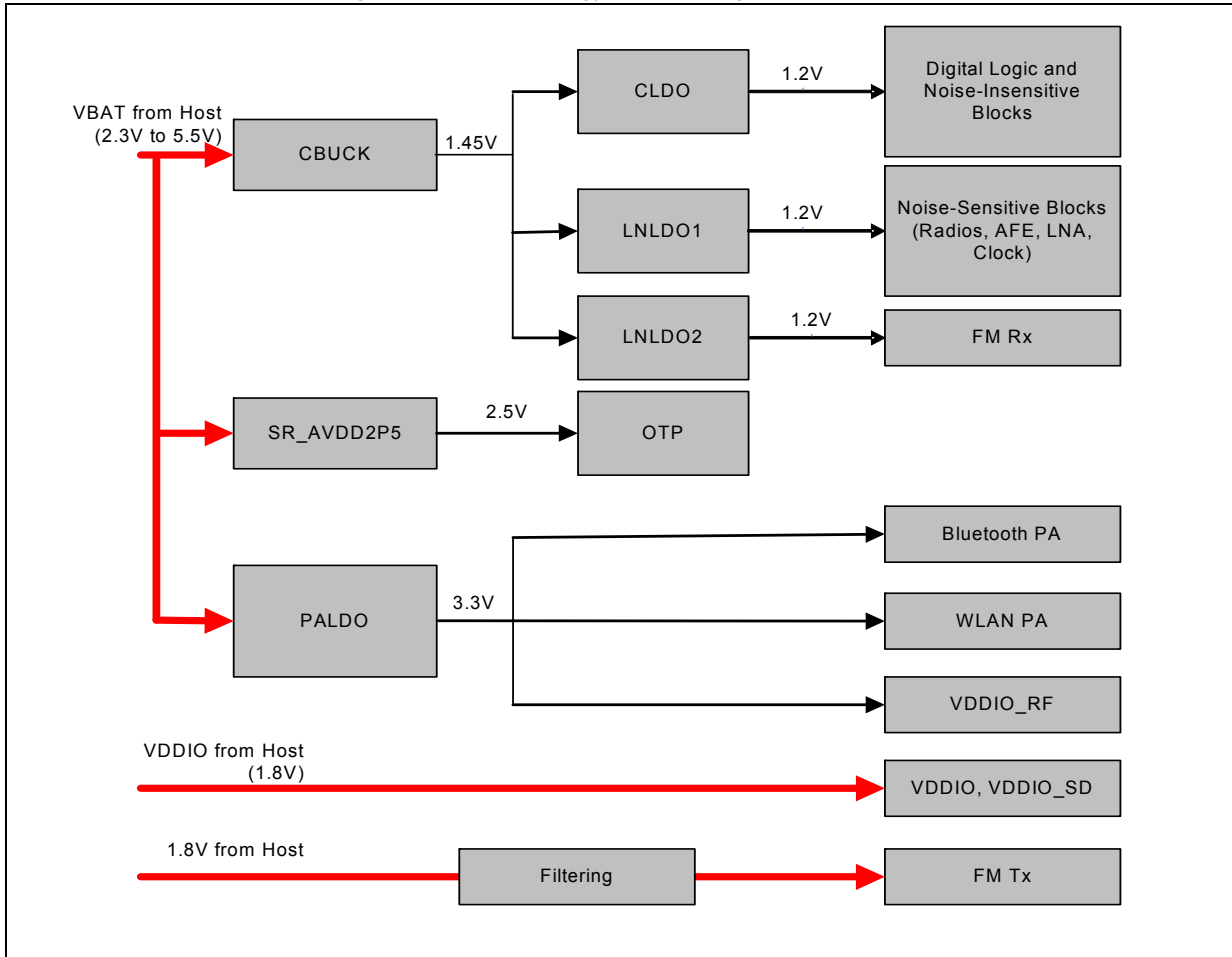 VBAT from Host
(2.3V to 5.5V)
CBUCK
1.45V
CLDO
1.2V
Digital Logic and
Noise-Insensitive
Blocks
LNLDO1
1.2V
Noise-Sensitive Blocks
(Radios, AFE, LNA,
Clock)
LNLDO2
1.2V
FM Rx
SR_AVDD2P5
2.5V
OTP
PALDO
3.3V
Bluetooth PA
WLAN PA
VDDIO_RF
VDDIO from Host
(1.8V)
VDDIO, VDDIO_SD
1.8V from Host
Filtering
FM Tx